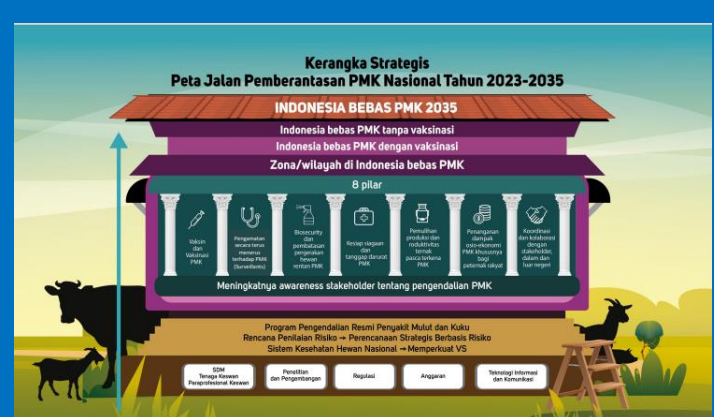 Kerangka Strategis
Peta Jalan Pemberantasan PMK Nasional Tahun 2023-2035
INDONESIA BEBAS PMK 2035
Indonesia bebas PMK tanpa vaksinasi
Indonesia bebas PMK dengan vaksinasi
Zona/wilayah di Indonesia bebas PMK
8 pilar
Vaksin
dan
Vaksinasi
PMK
Pengamatan
secara terus
menerus
terhadap PMK
(Surveilans)
Biosecurity
dan
pembatasan
pergerakan
hewan
rentan PMK
Kesiap siagaan
dan
tanggap darurat
PMK
Pemulihan
produksi dan
roduktivitas
ternak
pasca terkena
PMK
Penanganan
dampak
osio-ekonomi
PMK khususnya
bagi
peternak rakyat
Koordinasi
dan kolaborasi
dengan
stakeholder,
dalam dan
luar negeri
Meningkatnya awareness stakeholder tentang pengendalian PMK
Program Pengendalian Resmi Penyakit Mulut dan Kuku
Rencana Penilaian Risiko → Perencanaan Strategis Berbasis Risiko
Sistem Kesehatan Hewan Nasional → Memperkuat VS
SDM
Tenaga Keswan
Paraprofesional Keswan
Penelitian
dan Pengembangan
Regulasi
Anggaran
Teknologi Informasi
dan Komunikasi